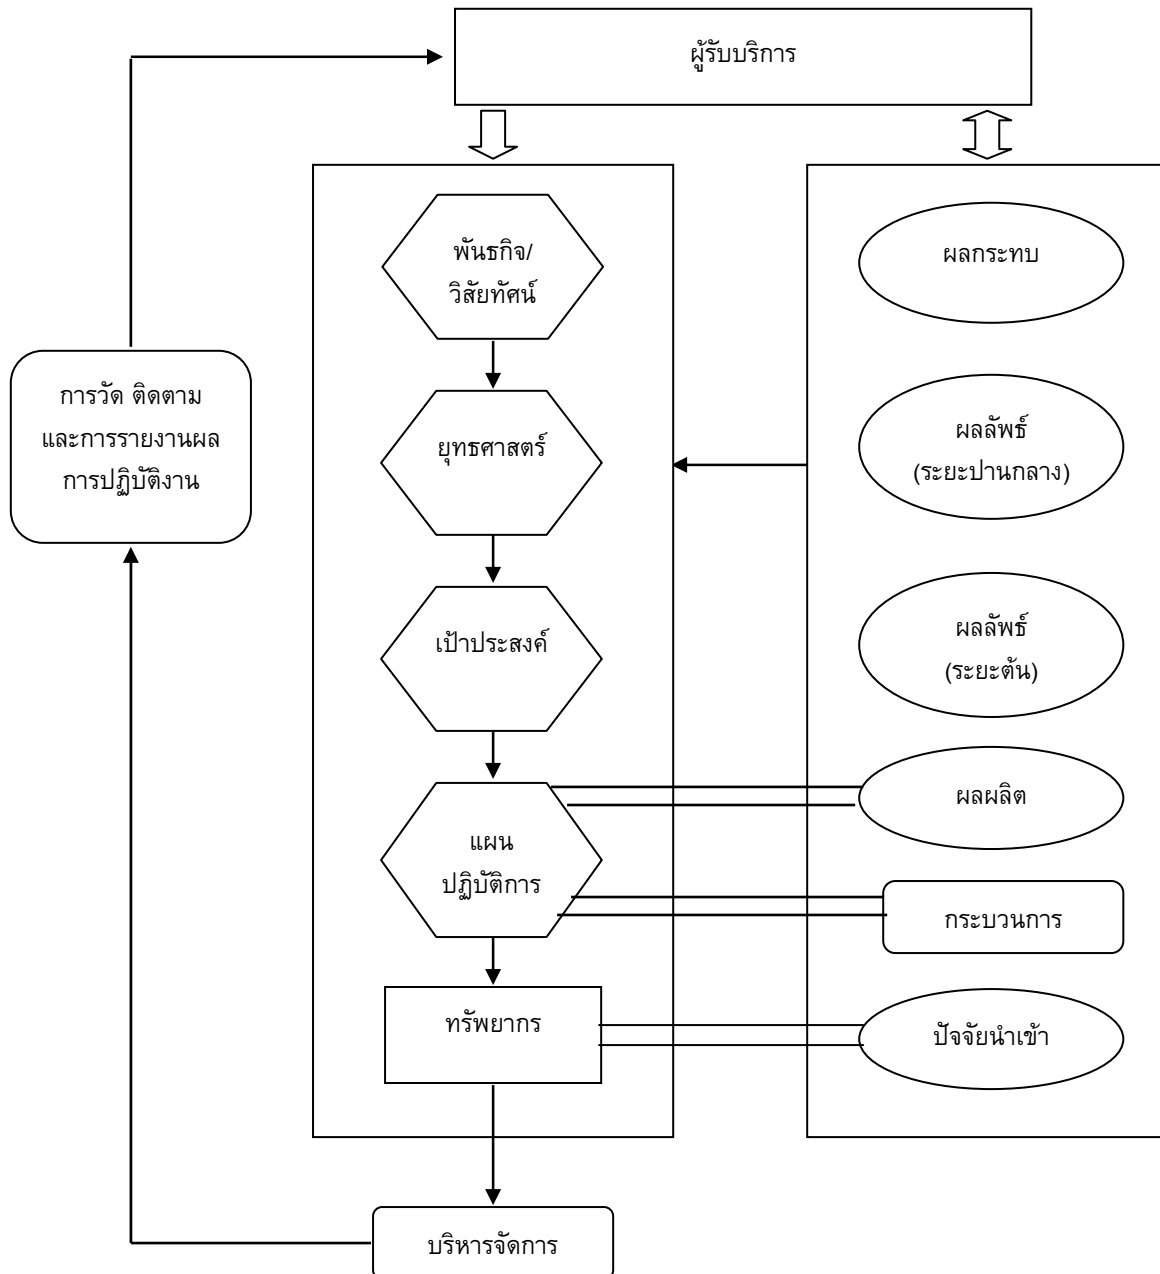 ผู้รับบริการ
พันธกิจ/
วิสัยทัศน์
ยุทธศาสตร์
เป้าประสงค์
แผน
ปฏิบัติการ
ทรัพยากร
บริหารจัดการ
การวัด ติดตาม
และการรายงานผล
การปฏิบัติงาน
ผลกระทบ
ผลลัพธ์
(ระยะปานกลาง)
ผลลัพธ์
(ระยะต้น)
ผลผลิต
กระบวนการ
ปัจจัยนำเข้า